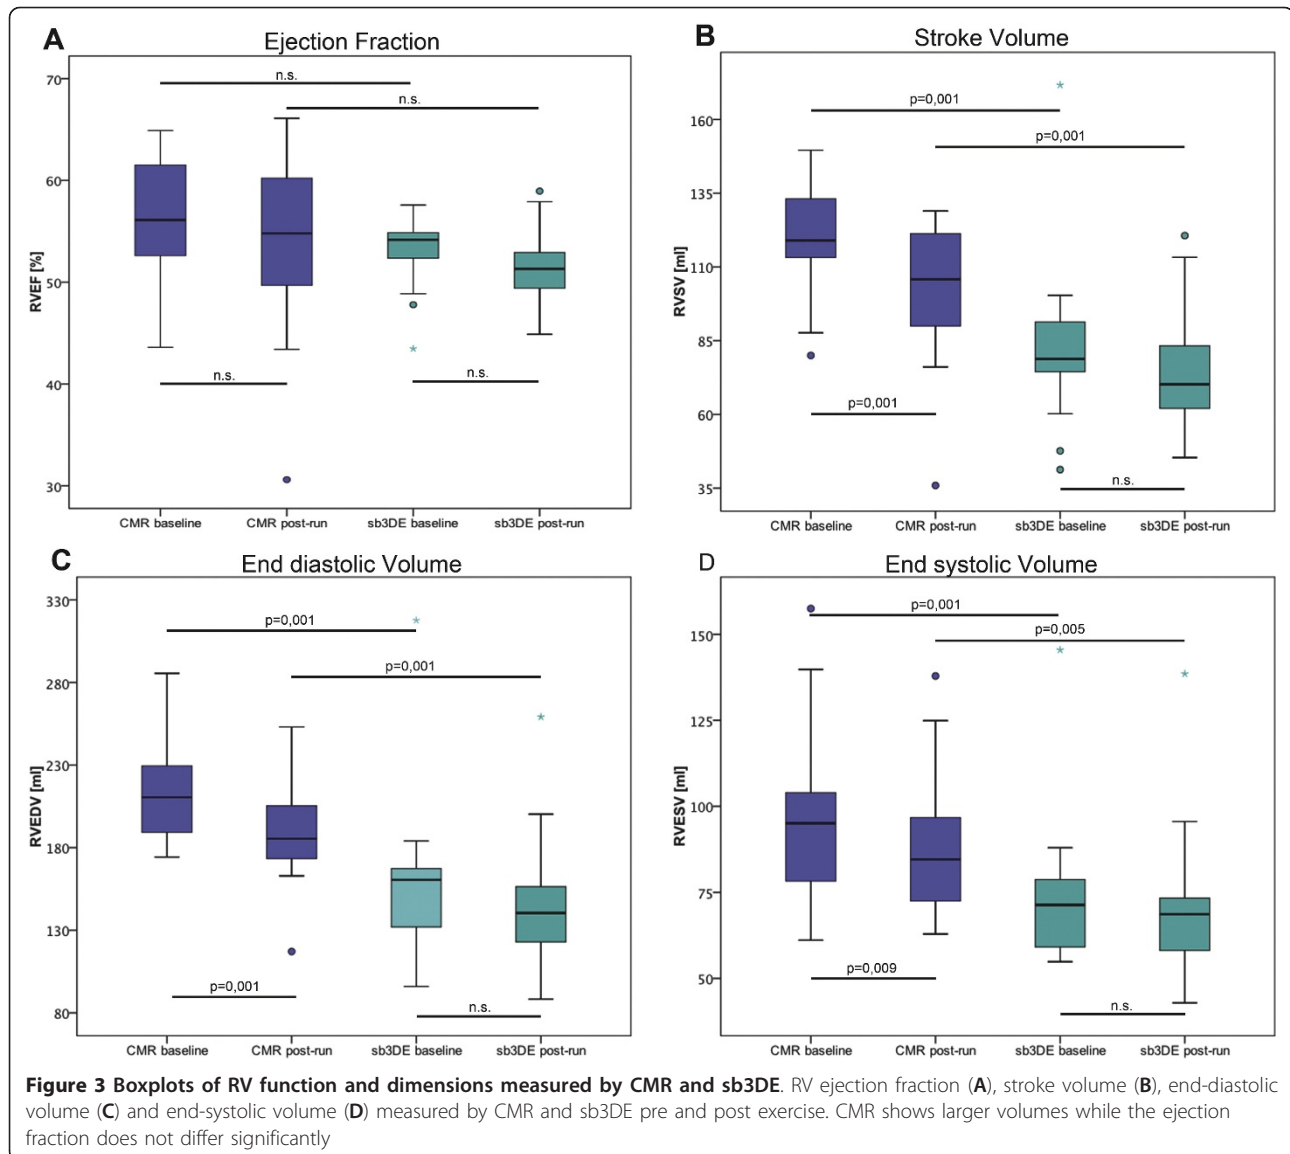 A
Ejection Fraction
70
60
50
40
30
RVEF [%]
n.s.
n.s.
n.s.
n.s.
CMR baseline
CMR post-run
sb3DE baseline
sb3DE post-run
B
Stroke Volume
160
135
110
85
60
35
RVSV [ml]
p=0,001
p=0,001
p=0,001
n.s.
CMR baseline
CMR post-run
sb3DE baseline
sb3DE post-run
C
End diastolic Volume
330
280
230
180
130
80
RVEDV [ml]
p=0,001
p=0,001
p=0,001
n.s.
CMR baseline
CMR post-run
sb3DE baseline
sb3DE post-run
D
End systolic Volume
150
125
100
75
50
RVESV [ml]
p=0,001
p=0,005
p=0,009
n.s.
CMR baseline
CMR post-run
sb3DE baseline
sb3DE post-run
Figure 3 Boxplots of RV function and dimensions measured by CMR and sb3DE. RV ejection fraction (A), stroke volume (B), end-diastolic
volume (C) and end-systolic volume (D) measured by CMR and sb3DE pre and post exercise. CMR shows larger volumes while the ejection
fraction does not differ significantly